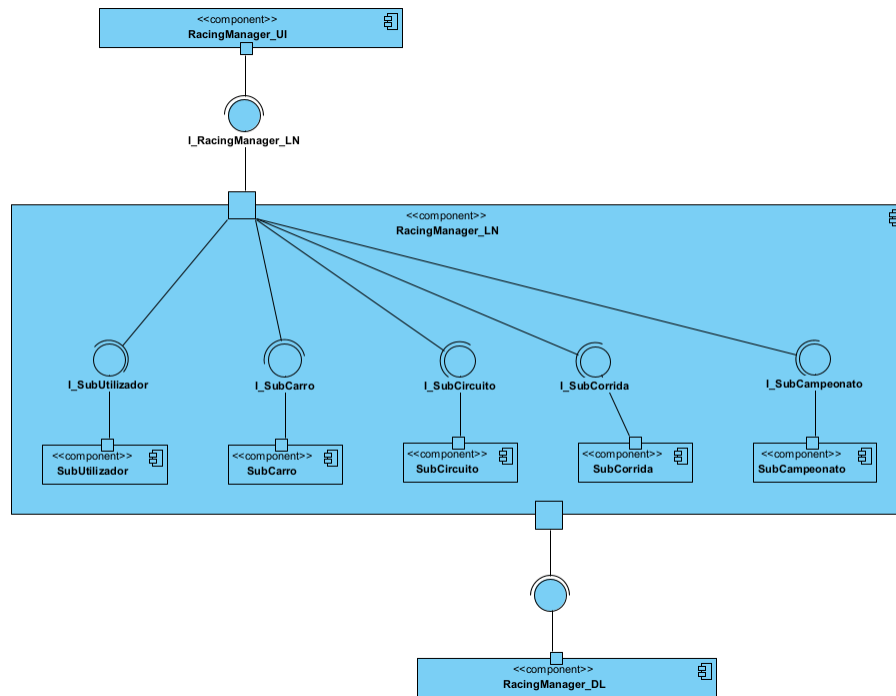 <<component>>
RacingManager_UI
I_RacingManager_LN
<<component>>
RacingManager_LN
I_SubUtilizador
I_SubCarro
I_SubCircuito
I_SubCorrida
I_SubCampeonato
<<component>>
SubUtilizador
<<component>>
SubCarro
<<component>>
SubCircuito
<<component>>
SubCorrida
<<component>>
SubCampeonato
<<component>>
RacingManager_DL